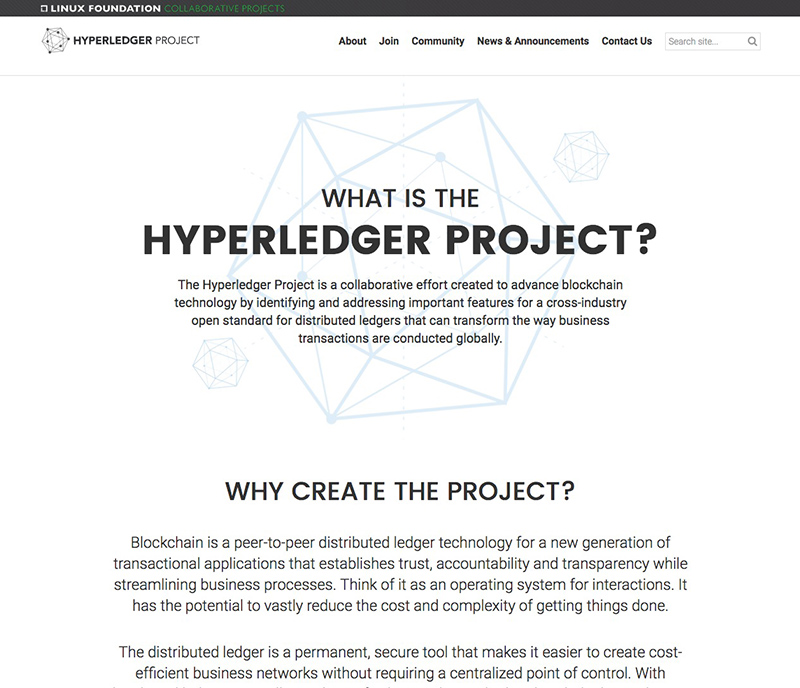 LINUX FOUNDATION COLLABORATIVE PROJECTS
HYPERLEDGER PROJECT
About Join Community News & Announcements Contact Us Search site...
WHAT IS THE
HYPERLEDGER PROJECT?
The Hyperledger Project is a collaborative effort created to advance blockchain
technology by identifying and addressing important features for a cross-industry
open standard for distributed ledgers that can transform the way business
transactions are conducted globally.
WHY CREATE THE PROJECT?
Blockchain is a peer-to-peer distributed ledger technology for a new generation of
transactional applications that establishes trust, accountability and transparency while
streamlining business processes. Think of it as an operating system for interactions. It
has the potential to vastly reduce the cost and complexity of getting things done.
The distributed ledger is a permanent, secure tool that makes it easier to create cost-
efficient business networks without requiring a centralized point of control. With